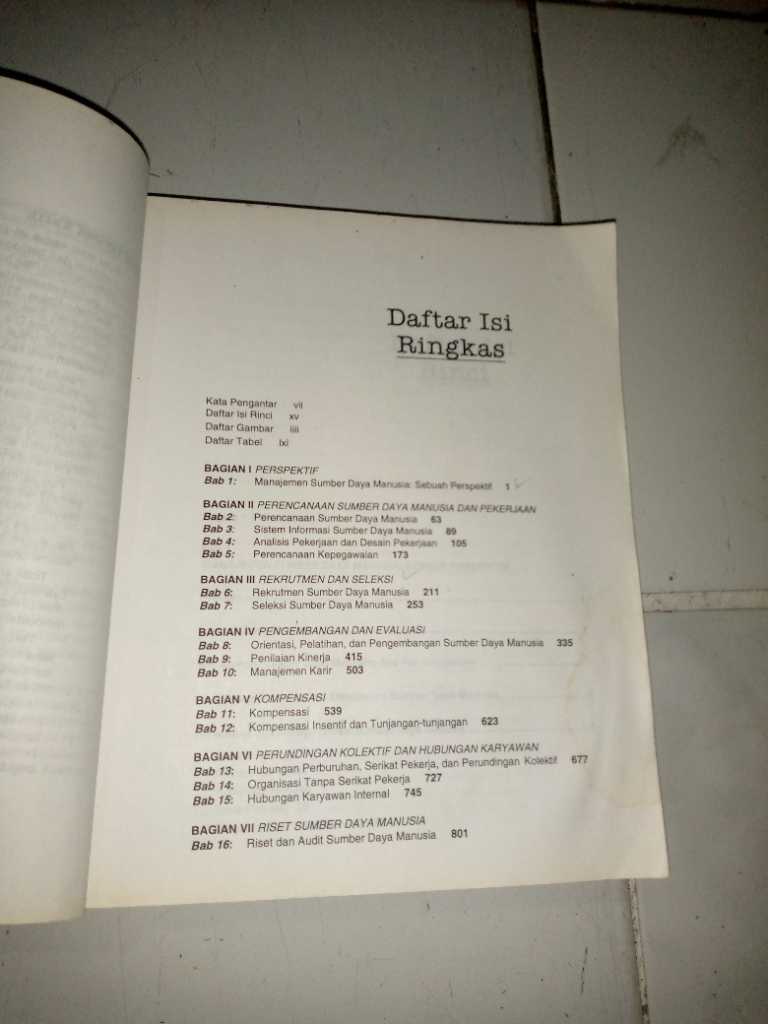 Daftar Isi
Ringkas
Kata Pengantar vii
Daftar Isi Rinci xv
Daftar Gambar liii
Daftar Tabel lxi
BAGIAN I PERSPEKTIF
Bab 1: Manajemen Sumber Daya Manusia: Sebuah Perspektif 1
BAGIAN II PERENCANAAN SUMBER DAYA MANUSIA DAN PEKERJAAN
Bab 2: Perencanaan Sumber Daya Manusia 63
Bab 3: Sistem Informasi Sumber Daya Manusia 89
Bab 4: Analisis Pekerjaan dan Desain Pekerjaan 105
Bab 5: Perencanaan Kepegawaian 173
BAGIAN III REKRUTMEN DAN SELEKSI
Bab 6: Rekrutmen Sumber Daya Manusia 211
Bab 7: Seleksi Sumber Daya Manusia 253
BAGIAN IV PENGEMBANGAN DAN EVALUASI
Bab 8: Orientasi, Pelatihan, dan Pengembangan Sumber Daya Manusia 335
Bab 9: Penilaian Kinerja 415
Bab 10: Manajemen Karir 503
BAGIAN V KOMPENSASI
Bab 11: Kompensasi 539
Bab 12: Kompensasi Insentif dan Tunjangan-tunjangan 623
BAGIAN VI PERUNDINGAN KOLEKTIF DAN HUBUNGAN KARYAWAN
Bab 13: Hubungan Perburuhan, Serikat Pekerja, dan Perundingan Kolektif 677
Bab 14: Organisasi Tanpa Serikat Pekerja 727
Bab 15: Hubungan Karyawan Internal 745
BAGIAN VII RISET SUMBER DAYA MANUSIA
Bab 16: Riset dan Audit Sumber Daya Manusia 801